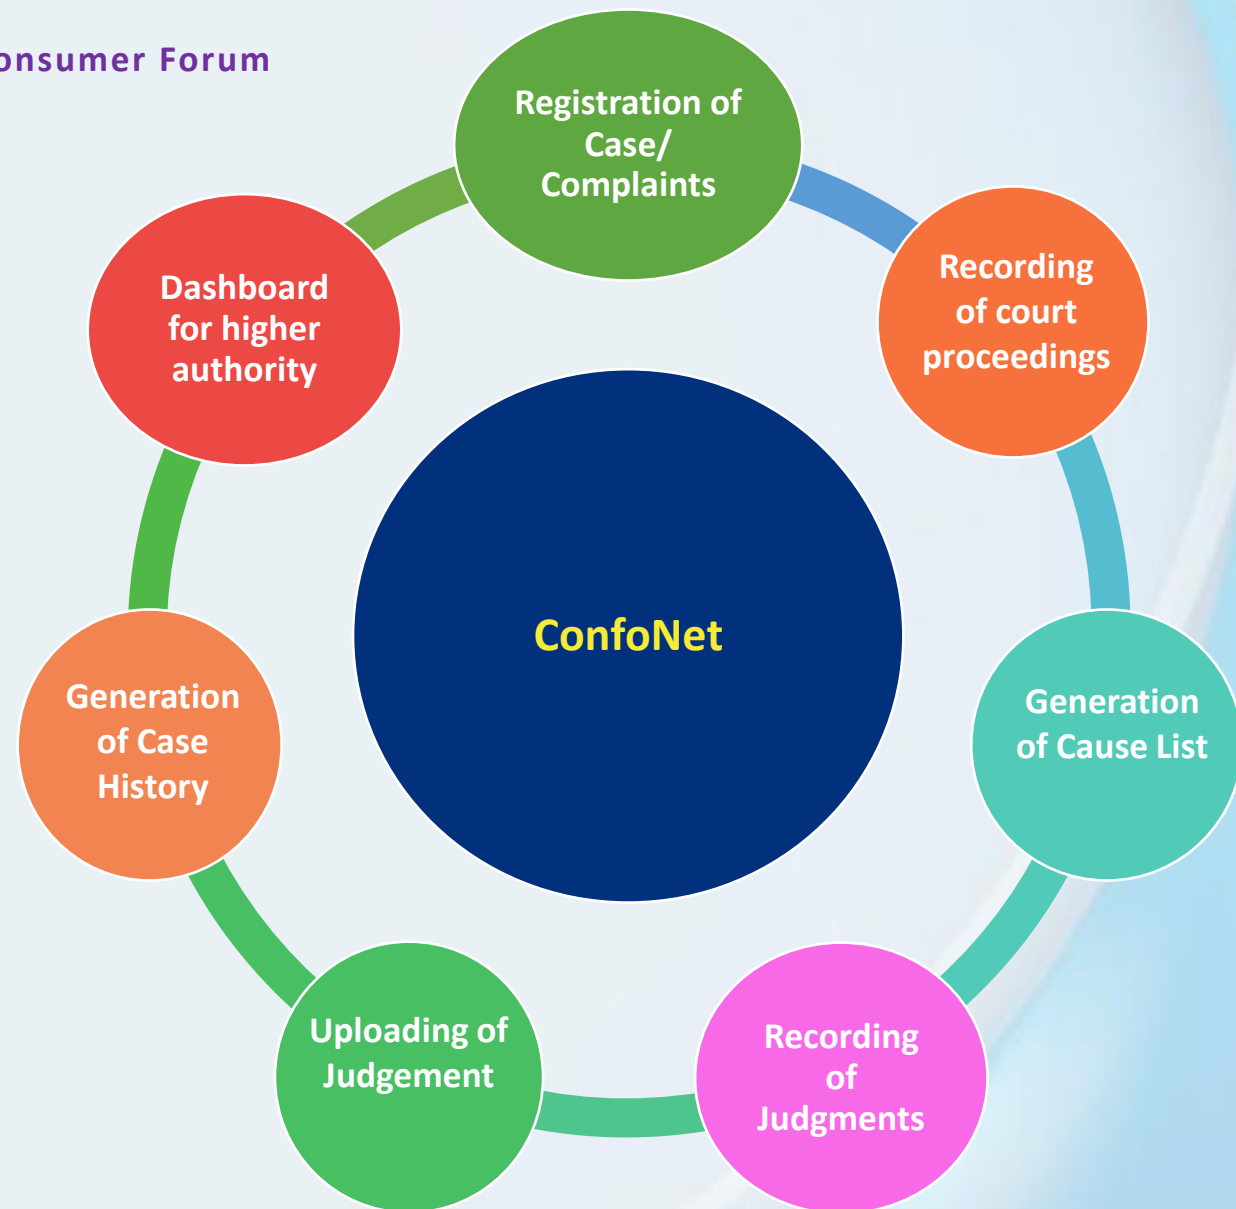 onsumer Forum
Registration of
Case/
Complaints
Recording
of court
proceedings
Generation
of Cause List
Recording
of
Judgments
Uploading of
Judgement
Generation
of Case
History
Dashboard
for higher
authority
ConfoNet